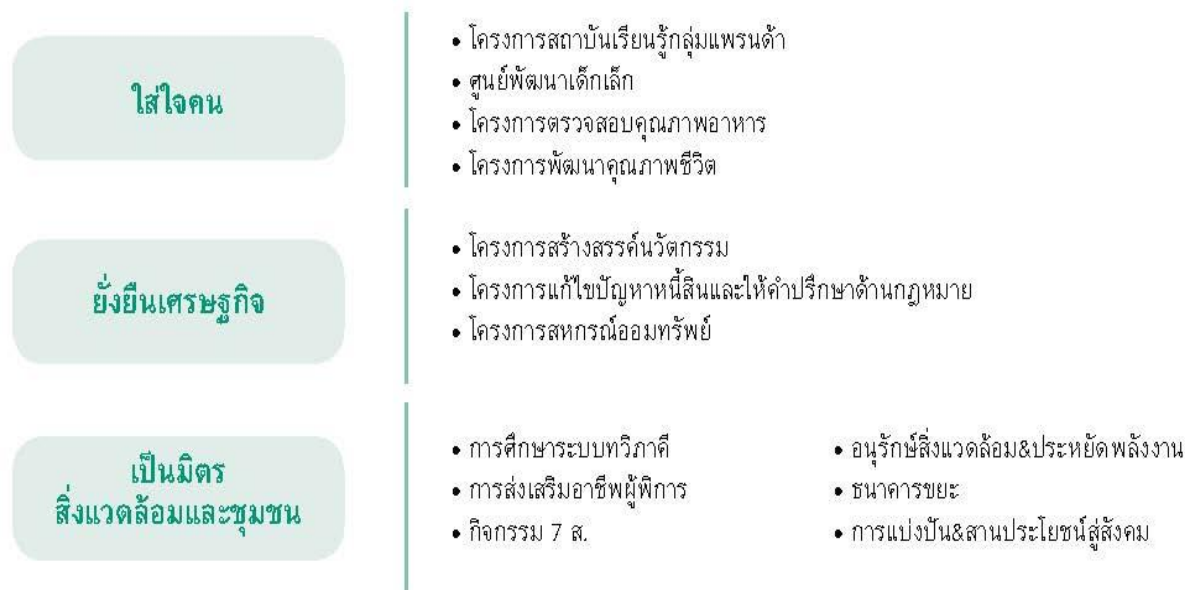 ใส่ใจคน
• โครงการสถาบันเรียนรู้กลุ่มแพรนด้า
• ศูนย์พัฒนาเด็กเล็ก
• โครงการตรวจสอบคุณภาพอาหาร
• โครงการพัฒนาคุณภาพชีวิต
ยั่งยืนเศรษฐกิจ
• โครงการสร้างสรรค์นวัตกรรม
• โครงการแก้ไขปัญหาหนี้สินและให้คำปรึกษาด้านกฎหมาย
• โครงการสหกรณ์ออมทรัพย์
เป็นมิตร
สิ่งแวดล้อมและชุมชน
• การศึกษาระบบทวิภาคี
• การส่งเสริมอาชีพผู้พิการ
• กิจกรรม 7 ส.
• อนุรักษ์สิ่งแวดล้อม&ประหยัดพลังงาน
• ธนาคารขยะ
• การแบ่งปัน&สานประโยชน์สู่สังคม